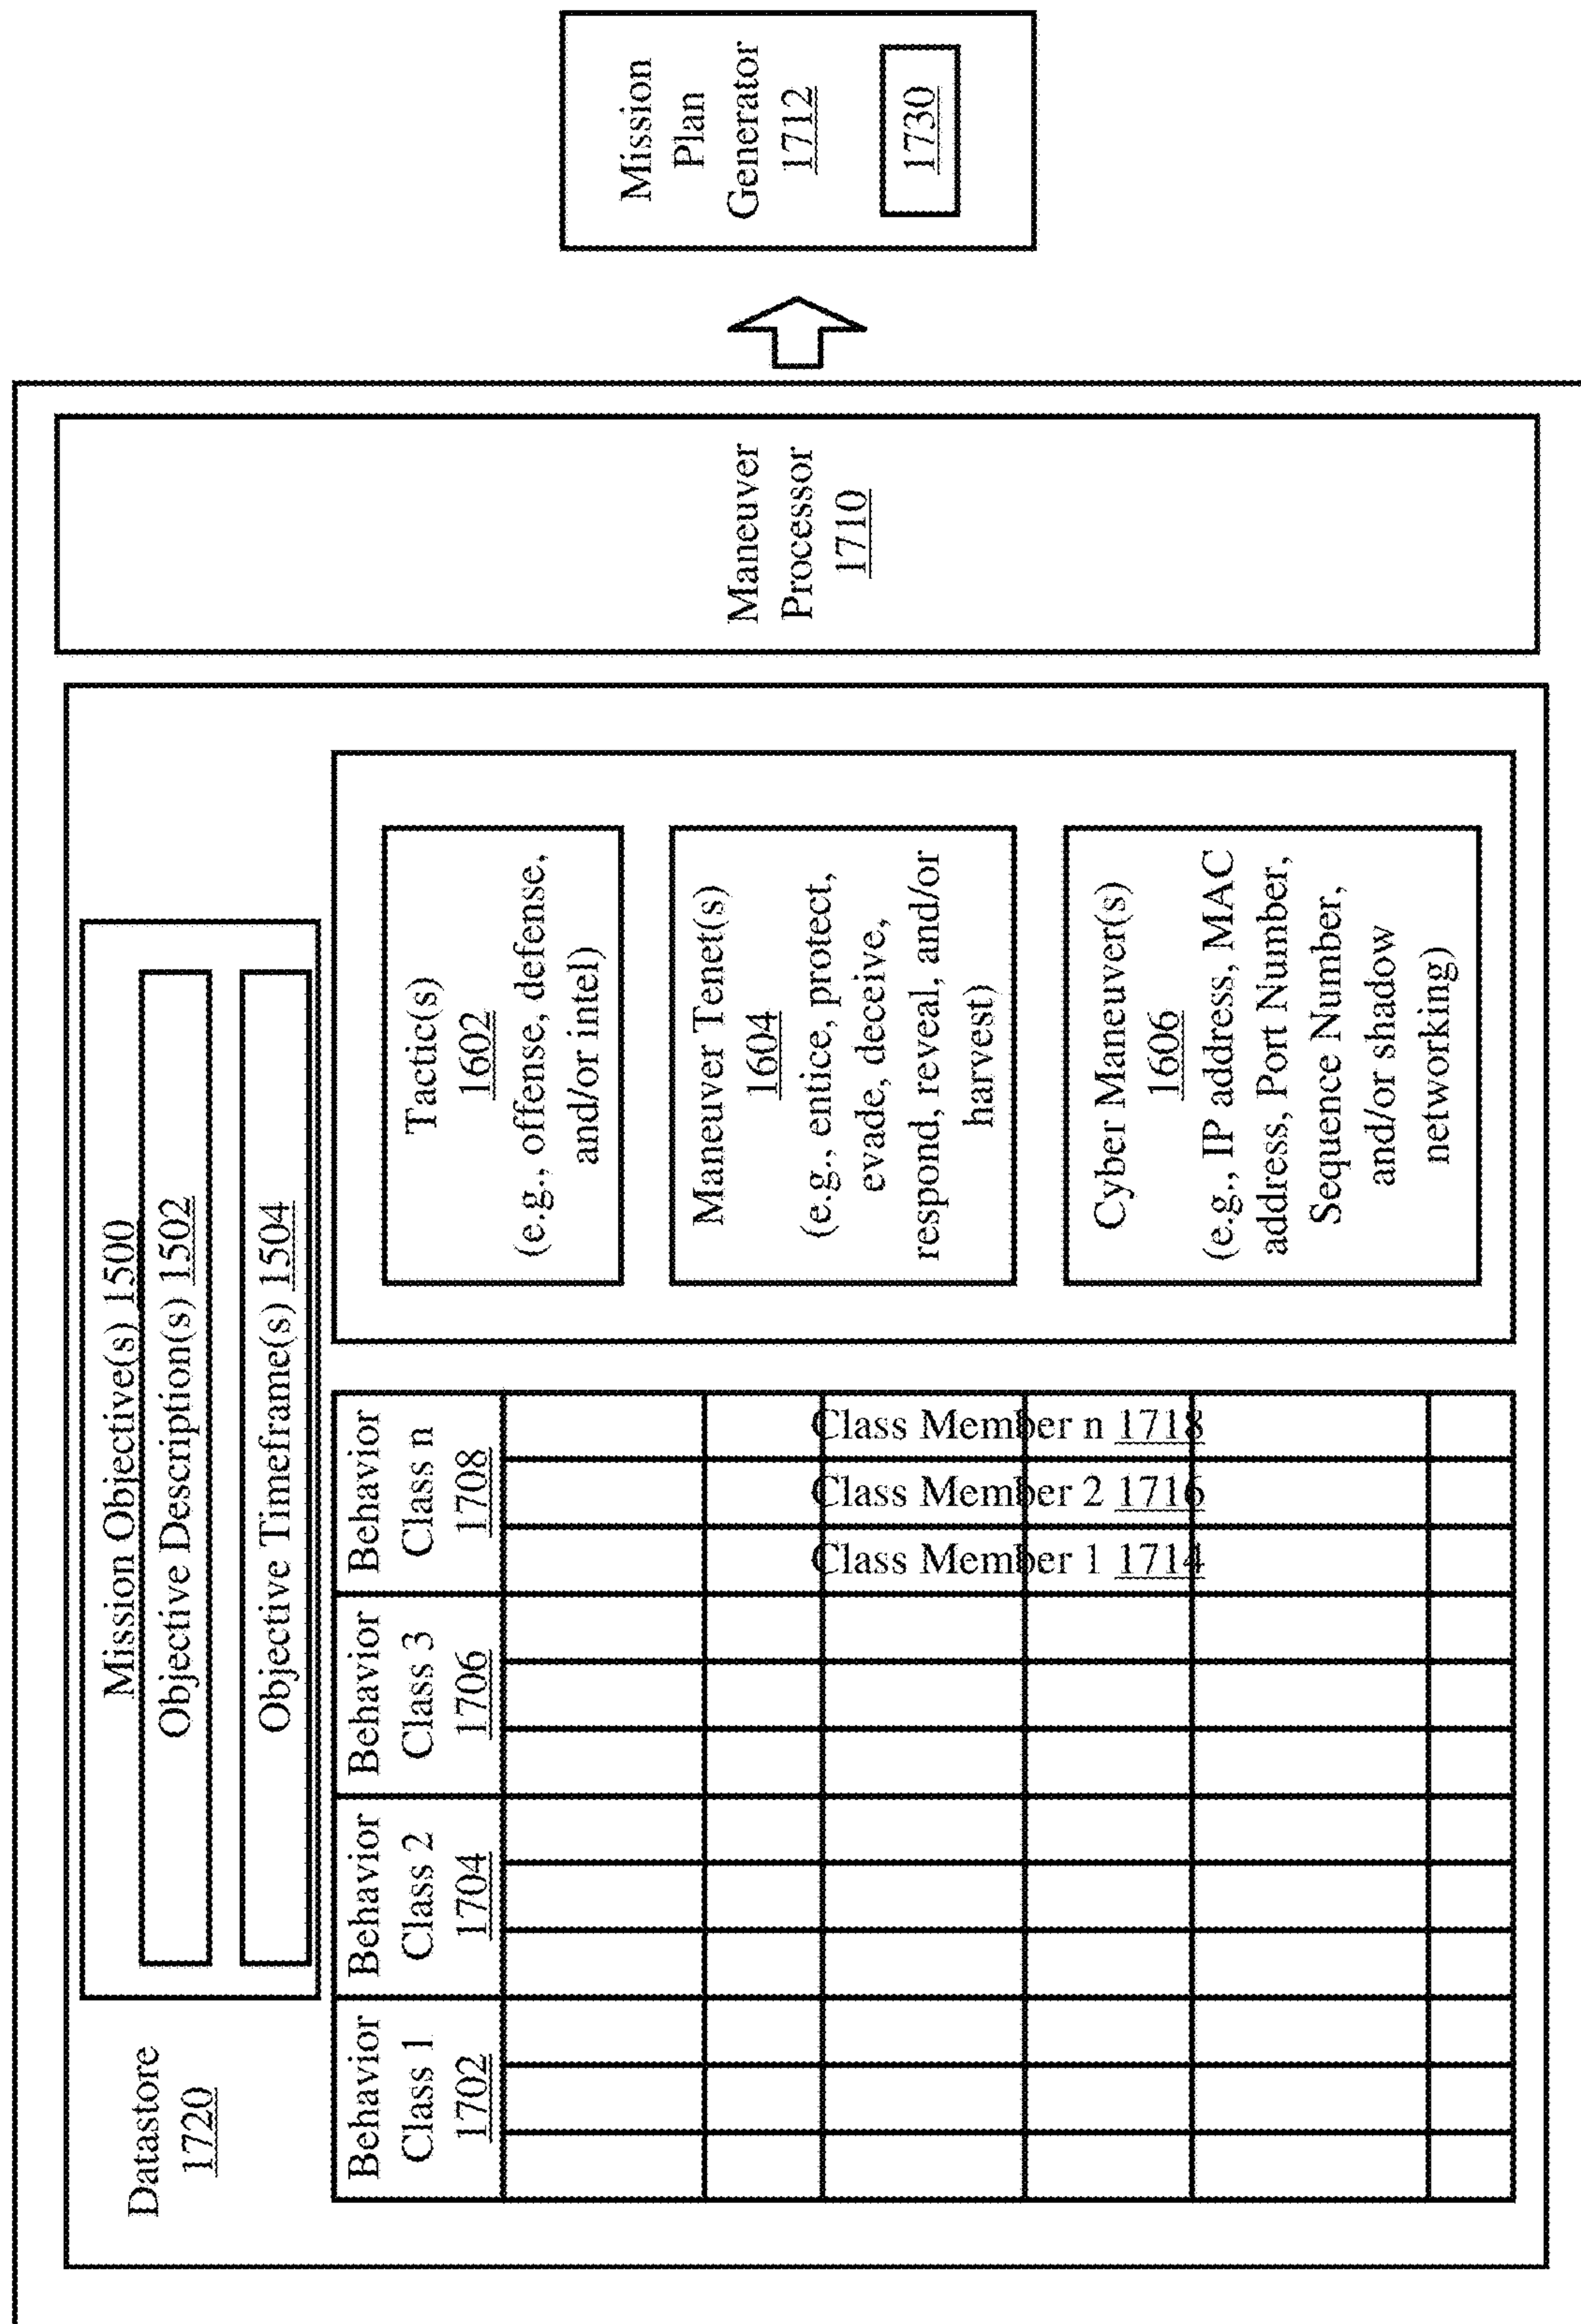 Datastore
1720
Mission Objective(s) 1500
Objective Description(s) 1502
Objective Timeframe(s) 1504
Behavior
Class 1
1702
Behavior
Class 2
1704
Behavior
Class 3
1706
Behavior
Class n
1708
Class Member 1 1714
Class Member 2 1716
Class Member n 1718
Tactic(s)
1602
(e.g., offense, defense,
and/or intel)
Maneuver Tenet(s)
1604
(e.g., entice, protect,
evade, deceive,
respond, reveal, and/or
harvest)
Cyber Maneuver(s)
1606
(e.g., IP address, MAC
address, Port Number,
Sequence Number,
and/or shadow
networking)
Maneuver
Processor
1710
Mission
Plan
Generator
1712
1730